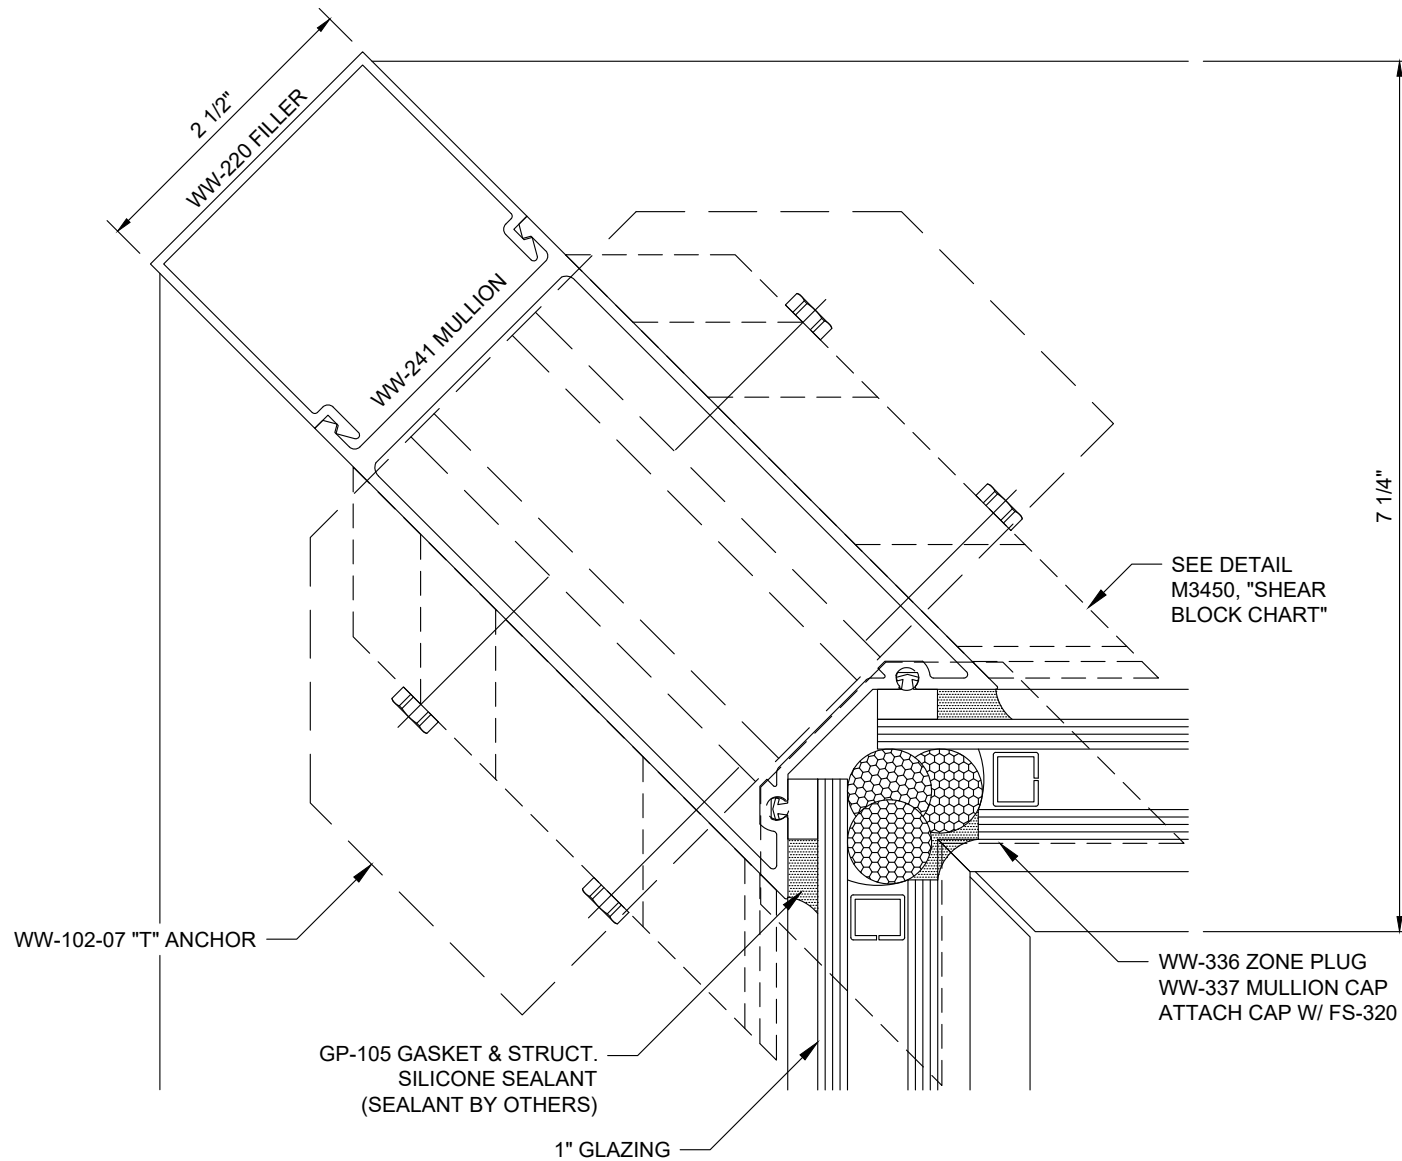 2 1/2"
WW-220 FILLER
WW-241 MULLION
7 1/4"
SEE DETAIL
M3450, "SHEAR
BLOCK CHART"
WW-102-07 "T" ANCHOR
WW-336 ZONE PLUG
WW-337 MULLION CAP
ATTACH CAP W/ FS-320
GP-105 GASKET & STRUCT.
SILICONE SEALANT
(SEALANT BY OTHERS)
1" GLAZING